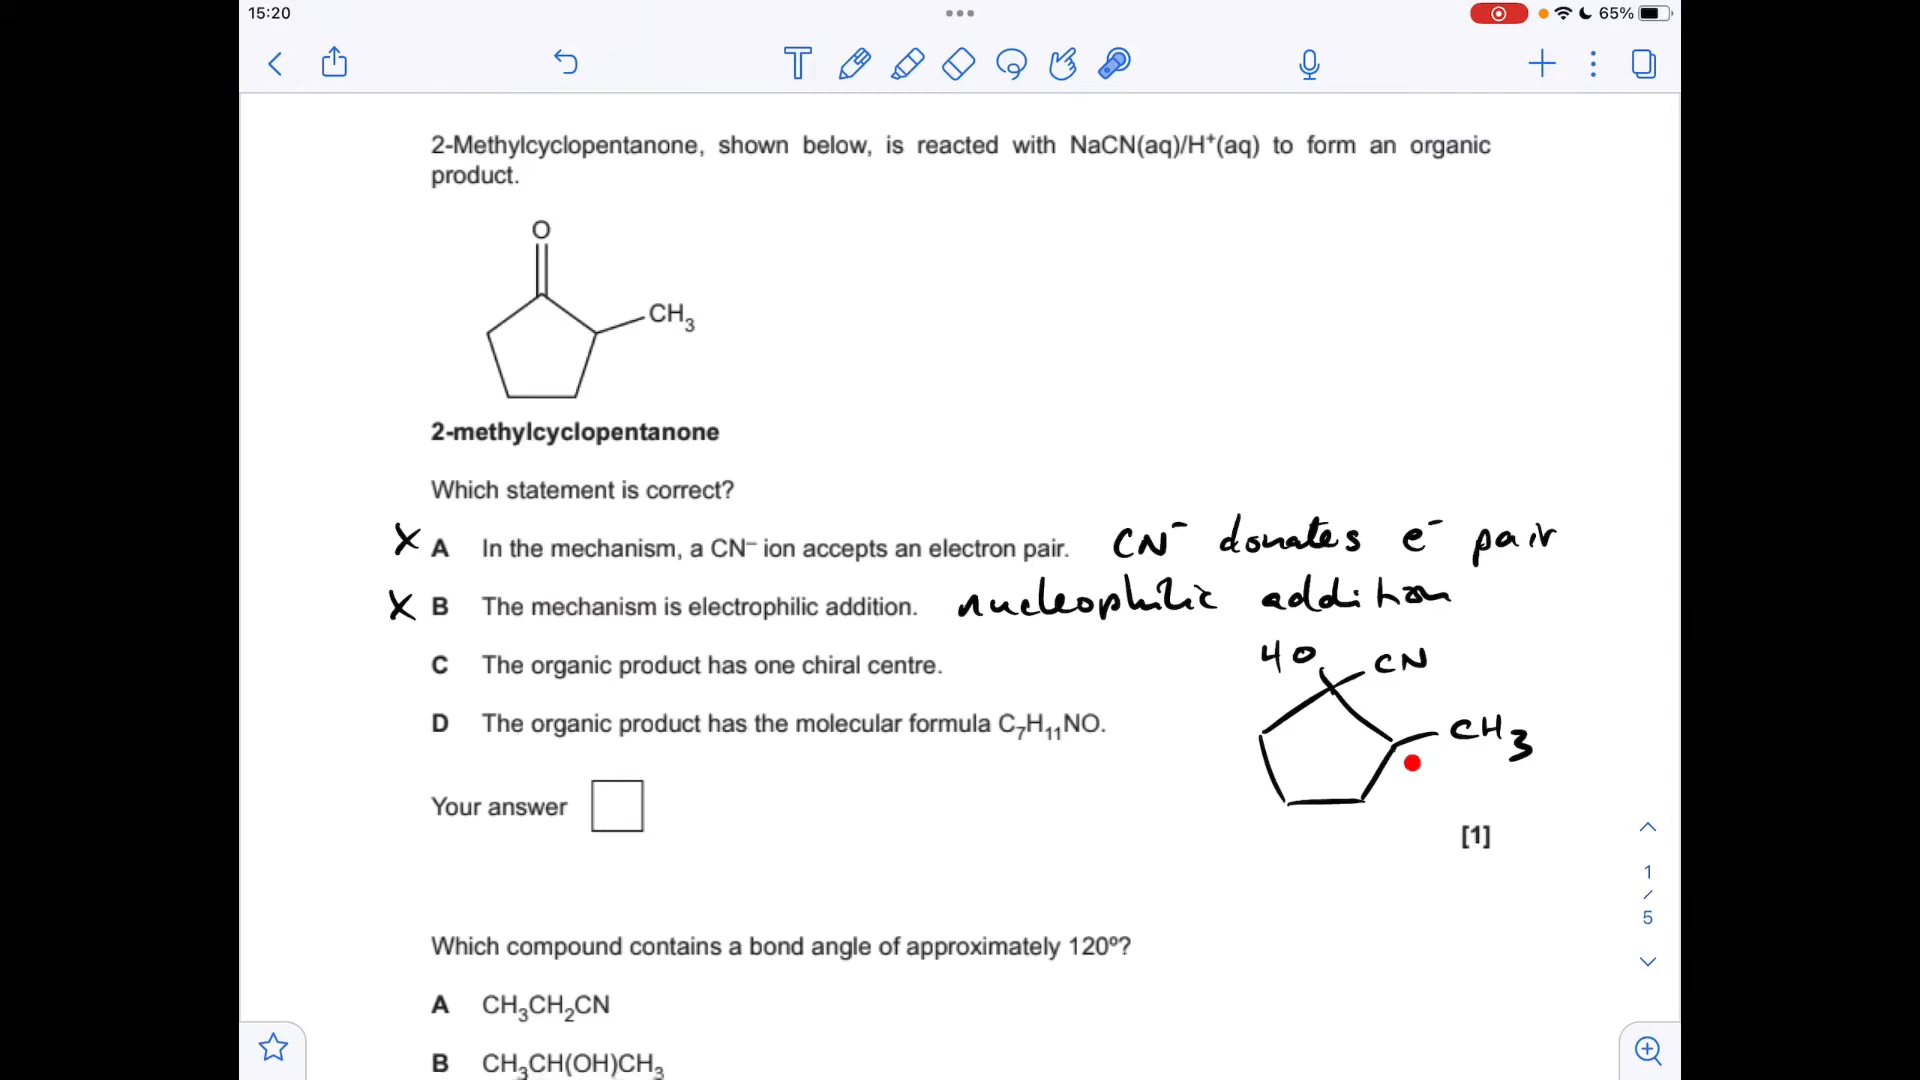 15:20
65%
2-Methylcyclopentanone, shown below, is reacted with NaCN(aq)/H⁺(aq) to form an organic
product.
O
CH₃
2-methylcyclopentanone
Which statement is correct?
X A In the mechanism, a CN⁻ ion accepts an electron pair. CN⁻ donates e⁻ pair
X B The mechanism is electrophilic addition. nucleophilic addition
C The organic product has one chiral centre.
HO CN
D The organic product has the molecular formula C₇H₁₁NO.
CH₃
Your answer
[1]
1
/
5
Which compound contains a bond angle of approximately 120º?
A CH₃CH₂CN
B CH₃CH(OH)CH₃